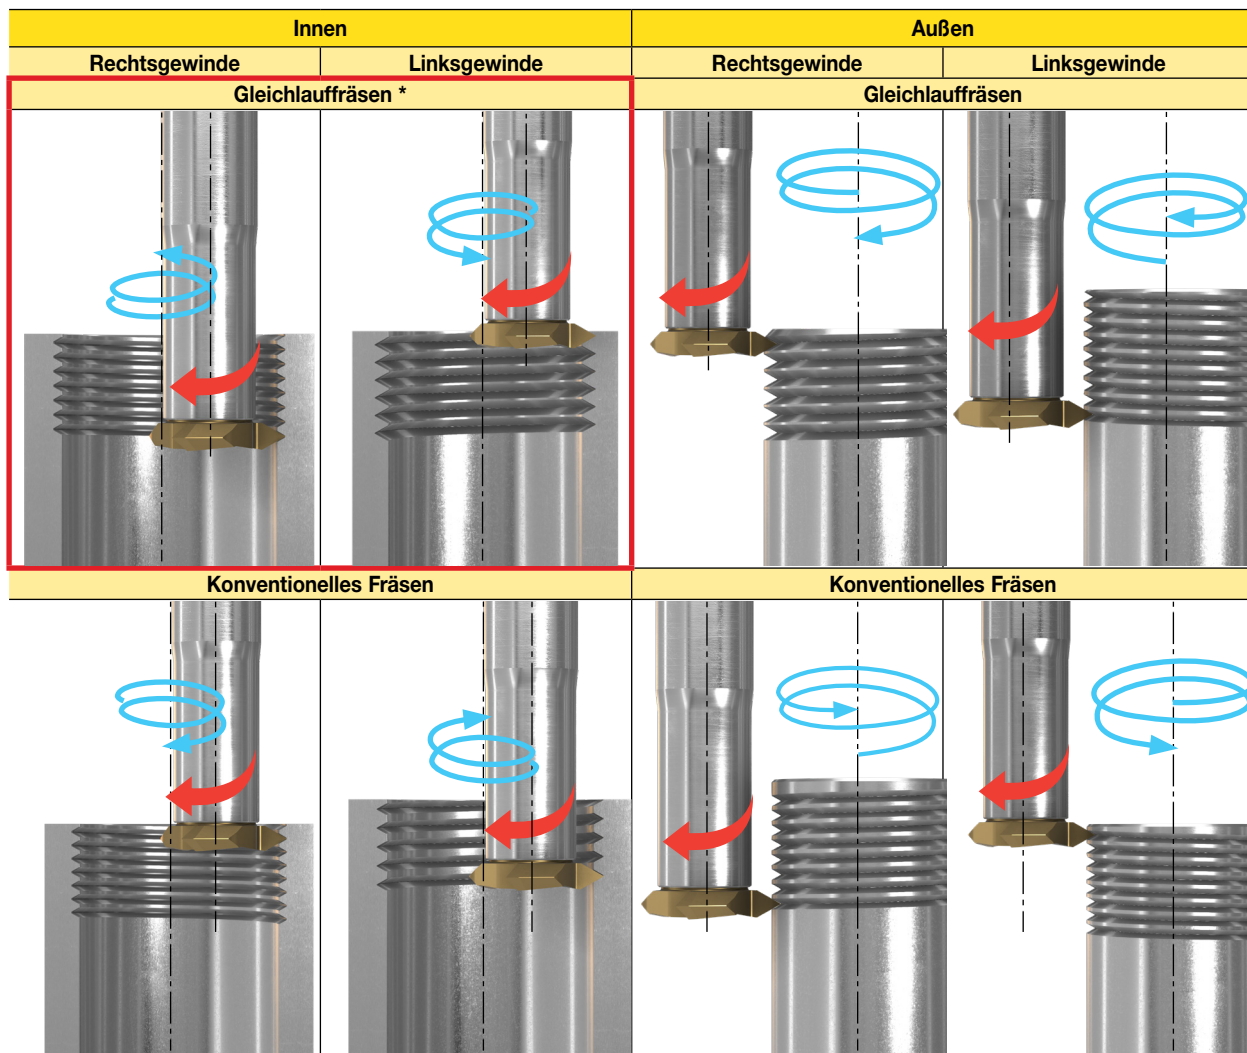 Innen
Außen
Rechtsgewinde
Linksgewinde
Rechtsgewinde
Linksgewinde
Gleichlauffräsen *
Gleichlauffräsen
Konventionelles Fräsen
Konventionelles Fräsen